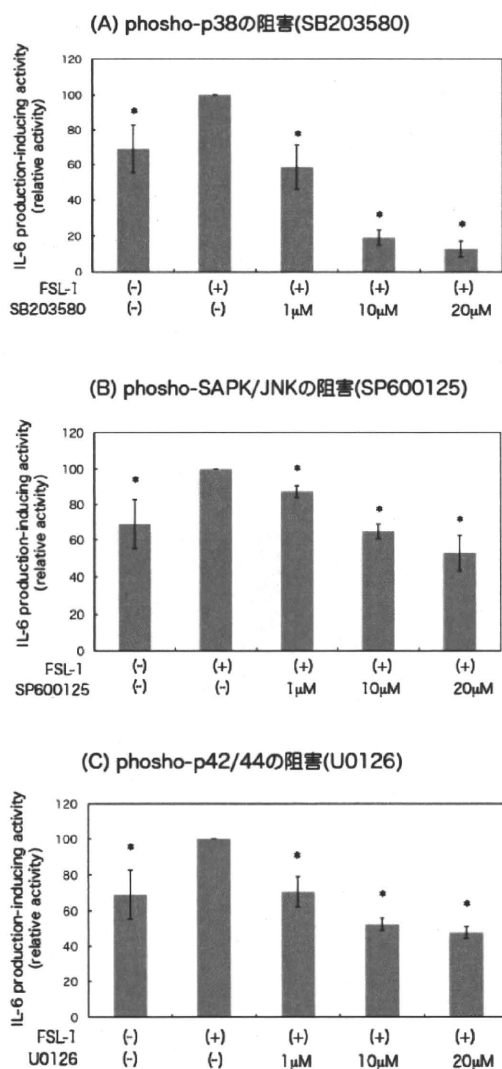 (A) phosho-p38の阻害(SB203580)
IL-6 production-inducing activity
(relative activity)
120
100
80
60
40
20
0
* * * *
FSL-1 (-) (+) (+) (+) (+)
SB203580 (-) (-) 1μM 10μM 20μM
(B) phosho-SAPK/JNKの阻害(SP600125)
IL-6 production-inducing activity
(relative activity)
120
100
80
60
40
20
0
* * * *
FSL-1 (-) (+) (+) (+) (+)
SP600125 (-) (-) 1μM 10μM 20μM
(C) phosho-p42/44の阻害(U0126)
IL-6 production-inducing activity
(relative activity)
120
100
80
60
40
20
0
* * * *
FSL-1 (-) (+) (+) (+) (+)
U0126 (-) (-) 1μM 10μM 20μM